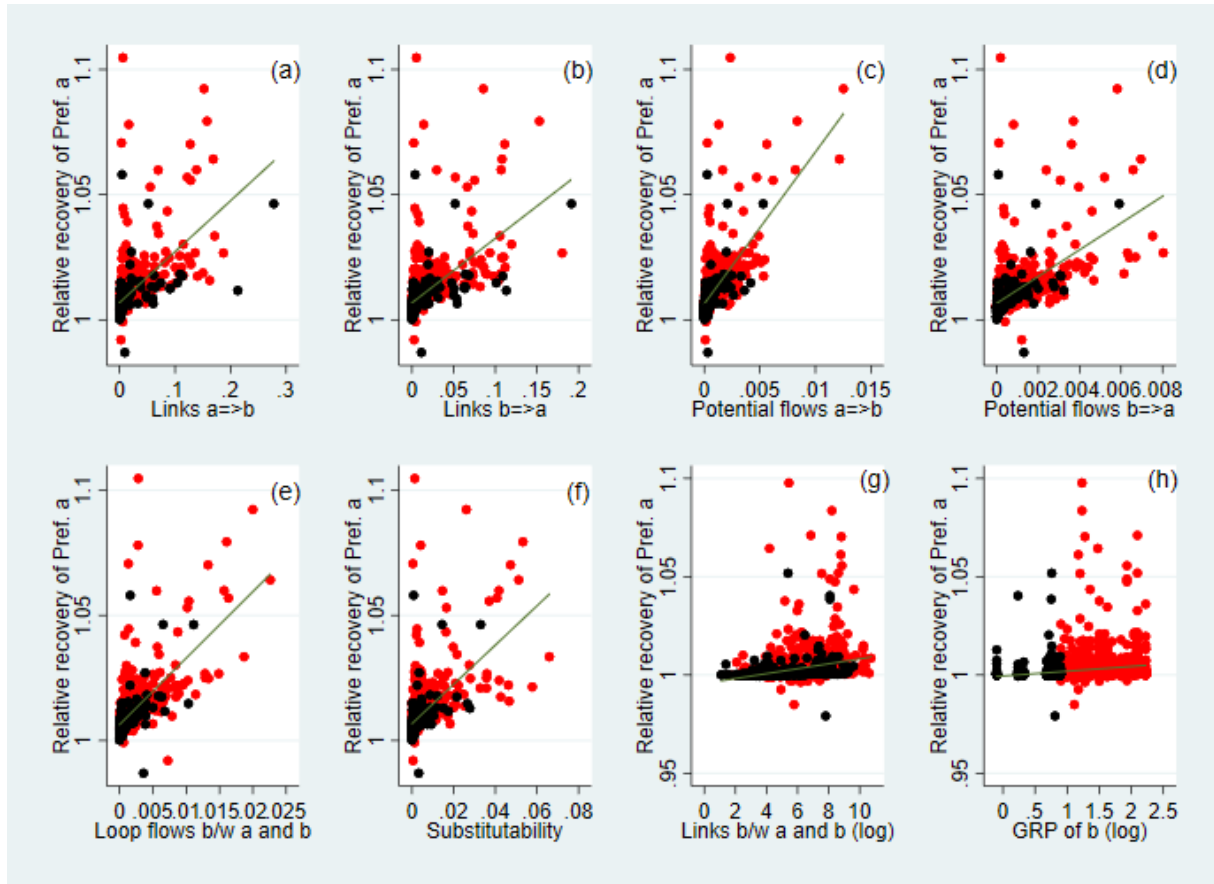 (a)
Relative recovery of Pref. a
1 1.05 1.1
0 .1 .2 .3
Links a=>b
(b)
Relative recovery of Pref. a
1 1.05 1.1
0 .05 .1 .15 .2
Links b=>a
(c)
Relative recovery of Pref. a
1 1.05 1.1
0 .005 .01 .015
Potential flows a=>b
(d)
Relative recovery of Pref. a
1 1.05 1.1
0 .002 .004 .006 .008
Potential flows b=>a
(e)
Relative recovery of Pref. a
1 1.05 1.1
0 .005 .01 .015 .02 .025
Loop flows b/w a and b
(f)
Relative recovery of Pref. a
1 1.05 1.1
0 .02 .04 .06 .08
Substitutability
(g)
Relative recovery of Pref. a
.95 1 1.05 1.1
0 2 4 6 8 10
Links b/w a and b (log)
(h)
Relative recovery of Pref. a
.95 1 1.05 1.1
0 .5 1 1.5 2 2.5
GRP of b (log)